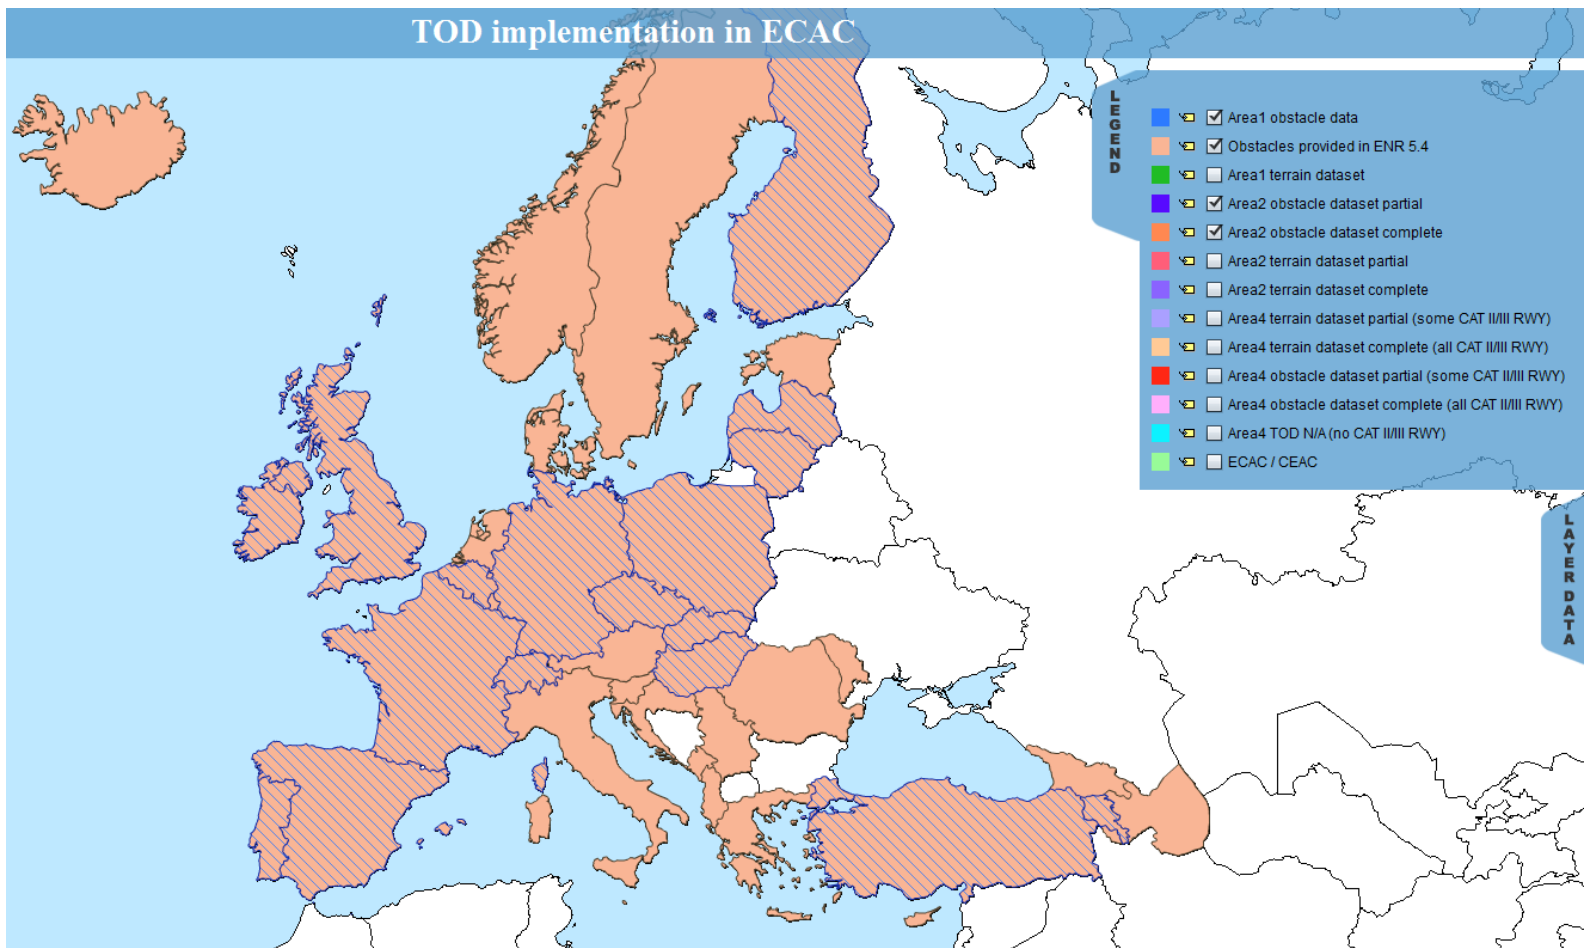 TOD implementation in ECAC
LEGEND
Area1 obstacle data
Obstacles provided in ENR 5.4
Area1 terrain dataset
Area2 obstacle dataset partial
Area2 obstacle dataset complete
Area2 terrain dataset partial
Area2 terrain dataset complete
Area4 terrain dataset partial (some CAT II/III RWY)
Area4 terrain dataset complete (all CAT II/III RWY)
Area4 obstacle dataset partial (some CAT II/III RWY)
Area4 obstacle dataset complete (all CAT II/III RWY)
Area4 TOD N/A (no CAT II/III RWY)
ECAC / CEAC
LAYER DATA